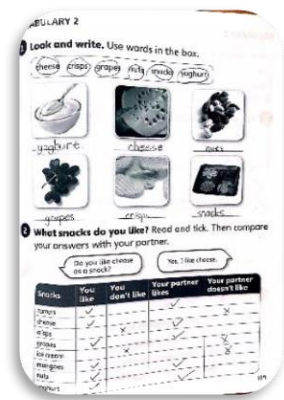 ABULARY 2
1 Look and write. Use words in the box.
cheese crisps grapes nuts snacks yoghurt
yoghurt cheese nuts
grapes crisps snacks
2 What snacks do you like? Read and tick. Then compare
your answers with your partner.
Do you like cheese
as a snack?
Yes, I like cheese.
Snacks You like You don't like Your partner likes Your partner doesn't like
cheese
crisps
grapes
ice cream
mangoes
nuts
yoghurt